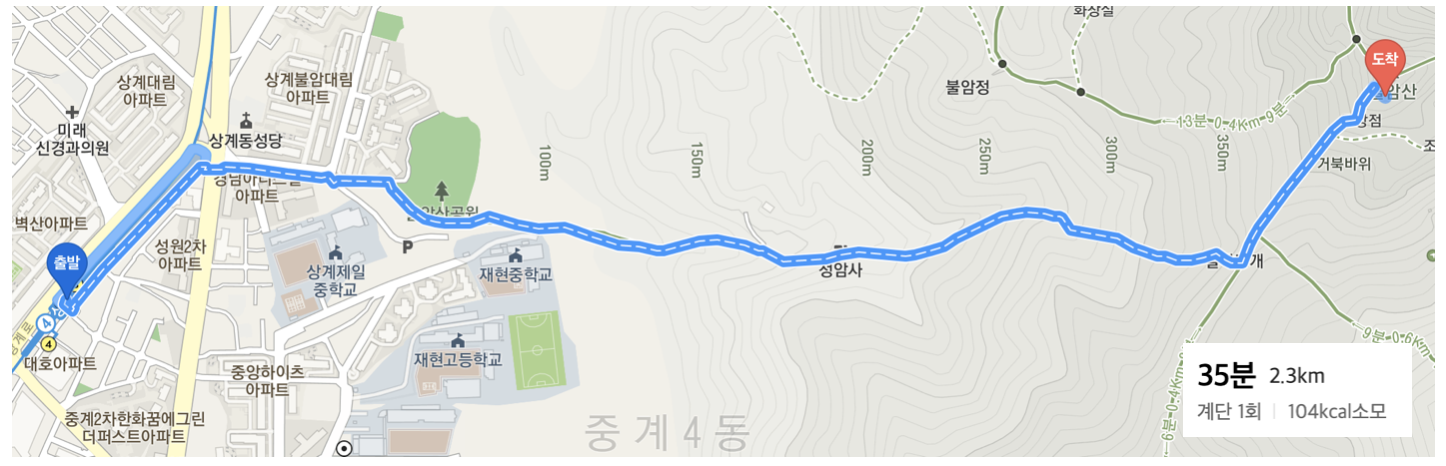 화장실
도착
불암산
상계대림
아파트
상계불암대림
아파트
불암정
미래
신경과의원
상계동성당
100m
150m
200m
250m
300m
350m
13분 0.4Km 9분
거북바위
아파트
벽산아파트
성원2차
아파트
출발
P
상계제일
중학교
재현중학교
성암사
4
4
대호아파트
재현고등학교
중앙하이츠
아파트
9분 0.6Km
6분 0.4Km
35분 2.3km
계단 1회 | 104kcal소모
중계2차한화꿈에그린
더퍼스트아파트
중계4동